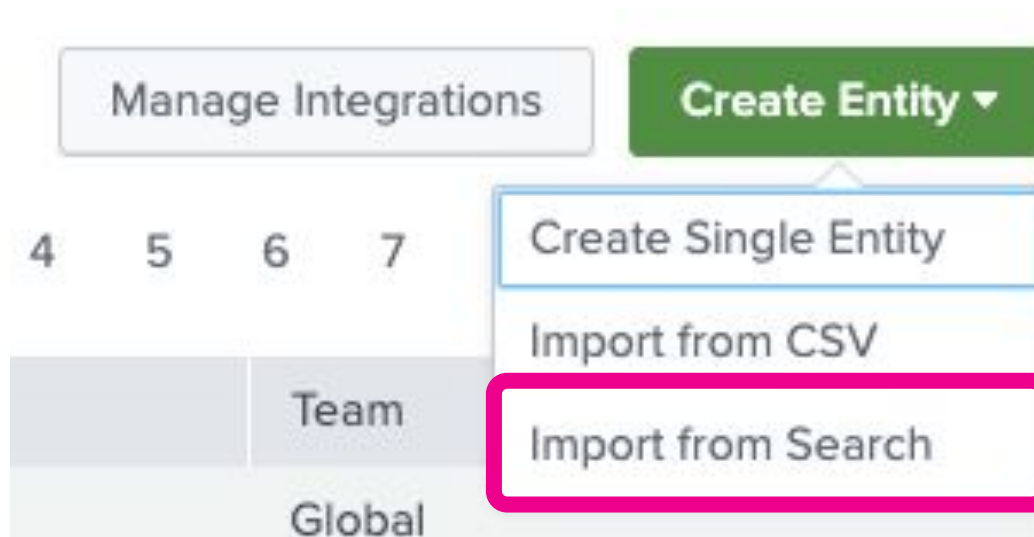 Manage Integrations
Create Entity
4 5 6 7
Create Single Entity
Import from CSV
Import from Search
Team
Global